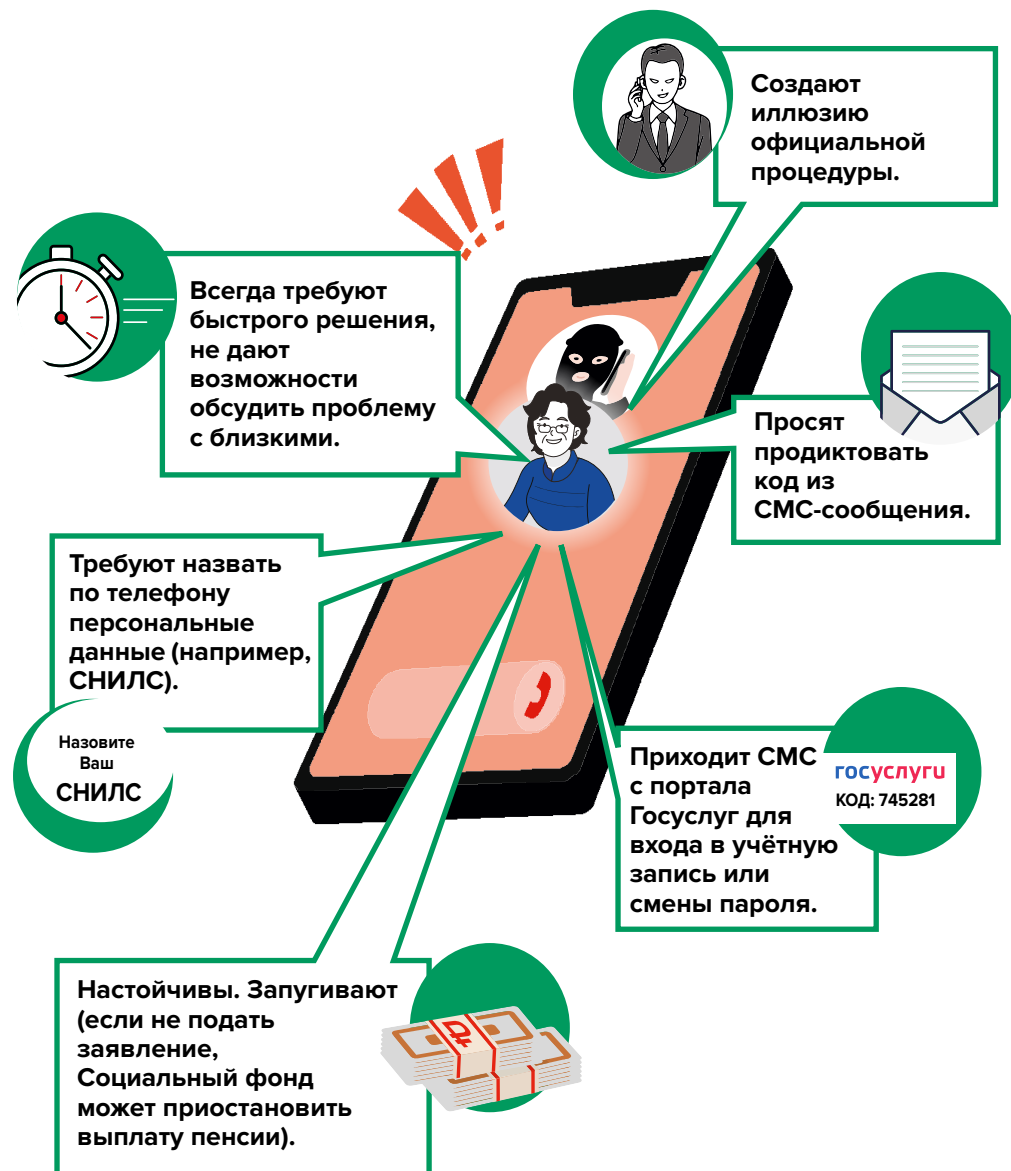 Создают
иллюзию
официальной
процедуры.
Всегда требуют
быстрого решения,
не дают
возможности
обсудить проблему
с близкими.
Просят
продиктовать
код из
СМС-сообщения.
Требуют назвать
по телефону
персональные
данные (например,
СНИЛС).
Назовите
Ваш
СНИЛС
Приходит СМС
с портала
Госуслуг для
входа в учётную
запись или
смены пароля.
госуслуги
КОД: 745281
Настойчивы. Запугивают
(если не подать
заявление,
Социальный фонд
может приостановить
выплату пенсии).